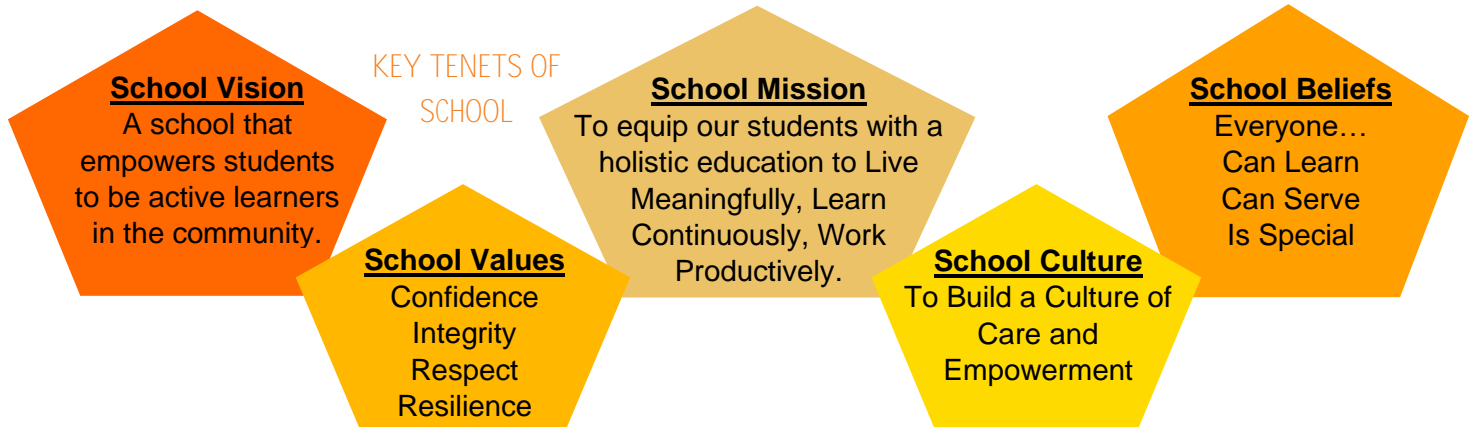 School Vision
A school that
empowers students
to be active learners
in the community.
KEY TENETS OF
SCHOOL
School Values
Confidence
Integrity
Respect
Resilience
School Mission
To equip our students with a
holistic education to Live
Meaningfully, Learn
Continuously, Work
Productively.
School Culture
To Build a Culture of
Care and
Empowerment
School Beliefs
Everyone…
Can Learn
Can Serve
Is Special